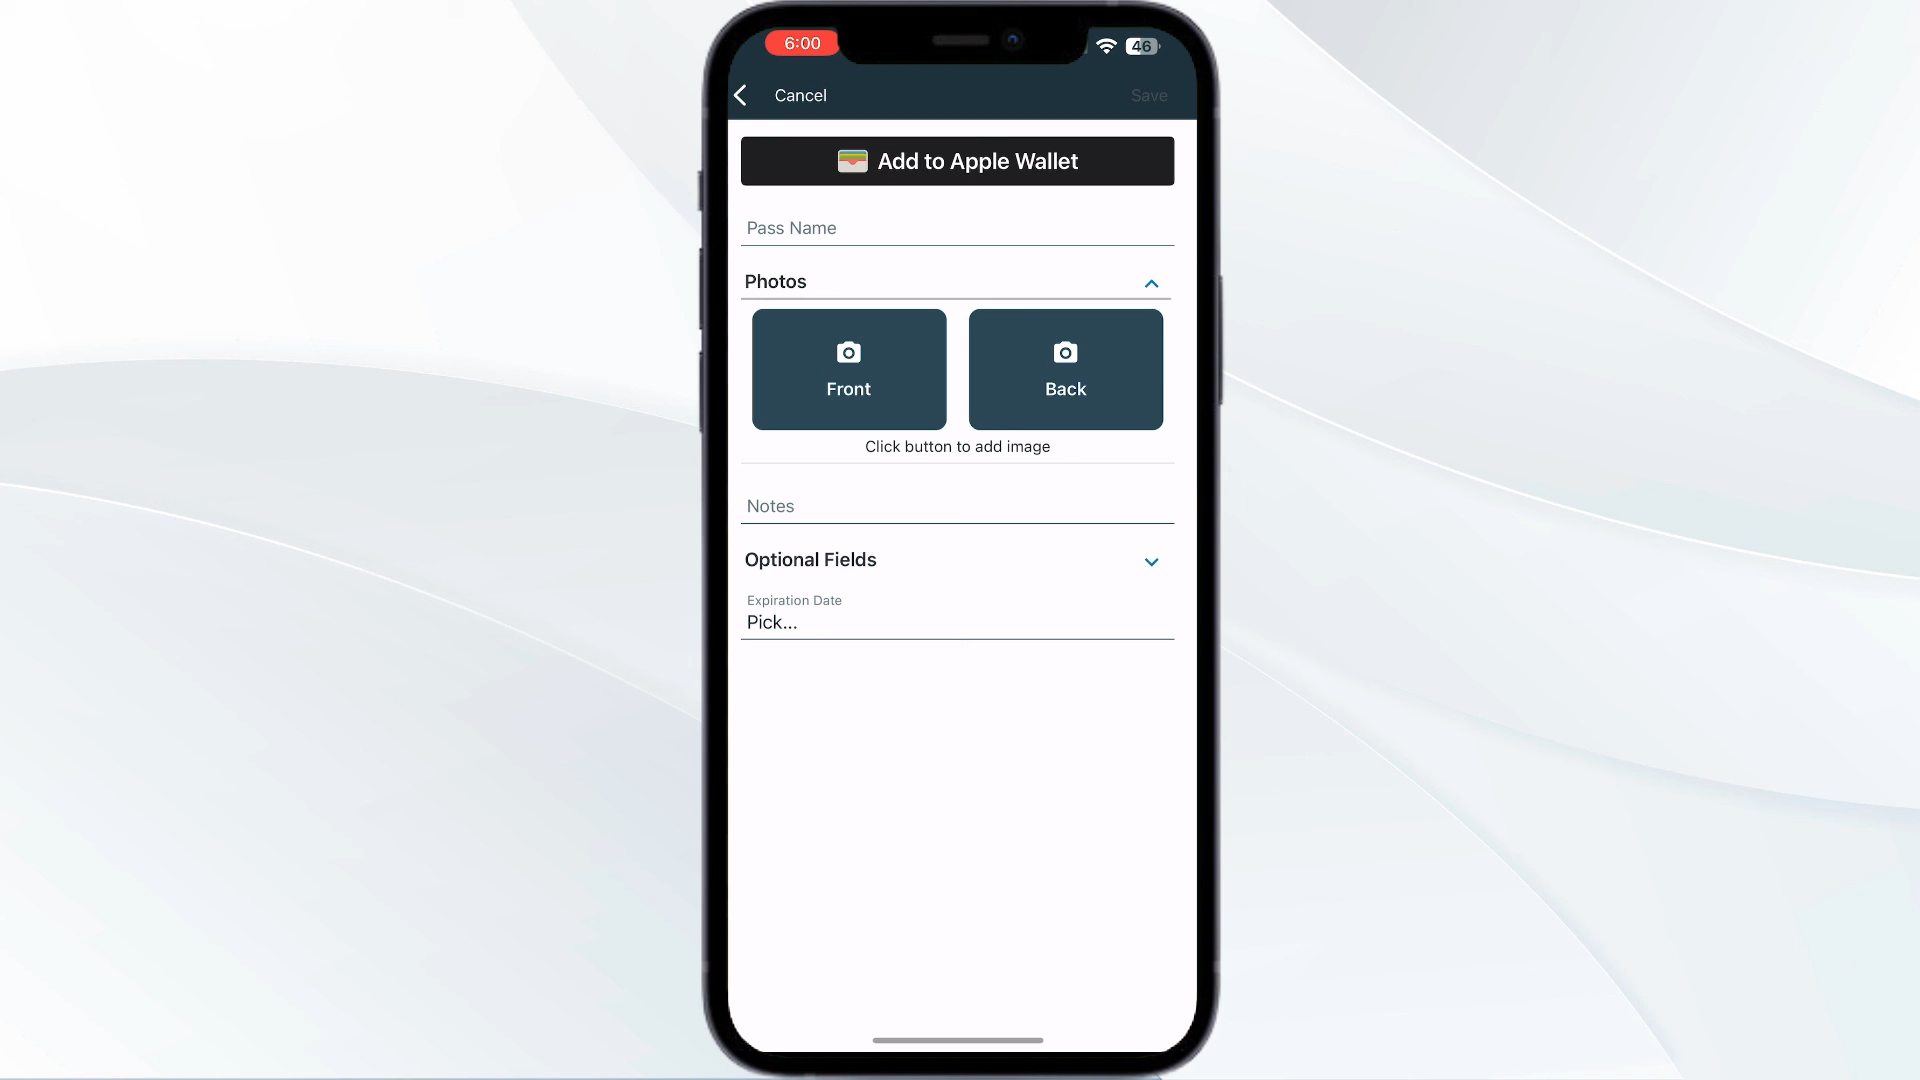 6:00
46
Cancel
Save
Add to Apple Wallet
Pass Name
Photos
Front
Back
Click button to add image
Notes
Optional Fields
Expiration Date
Pick...